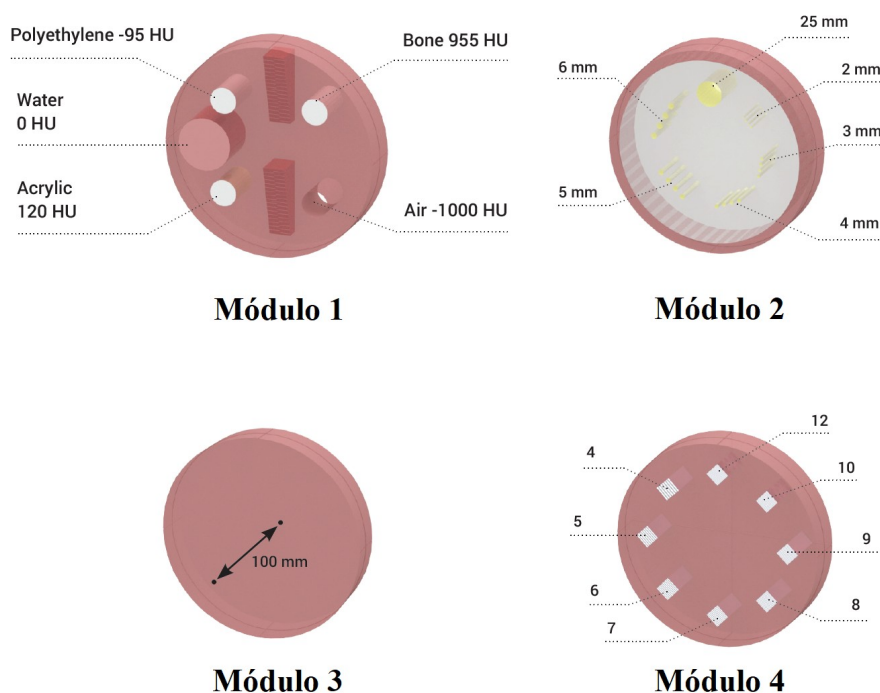 Polyethylene -95 HU
Bone 955 HU
Water
0 HU
Acrylic
120 HU
Air -1000 HU
Módulo 1
25 mm
6 mm
2 mm
3 mm
5 mm
4 mm
Módulo 2
100 mm
Módulo 3
12
4
10
5
9
6
8
7
Módulo 4